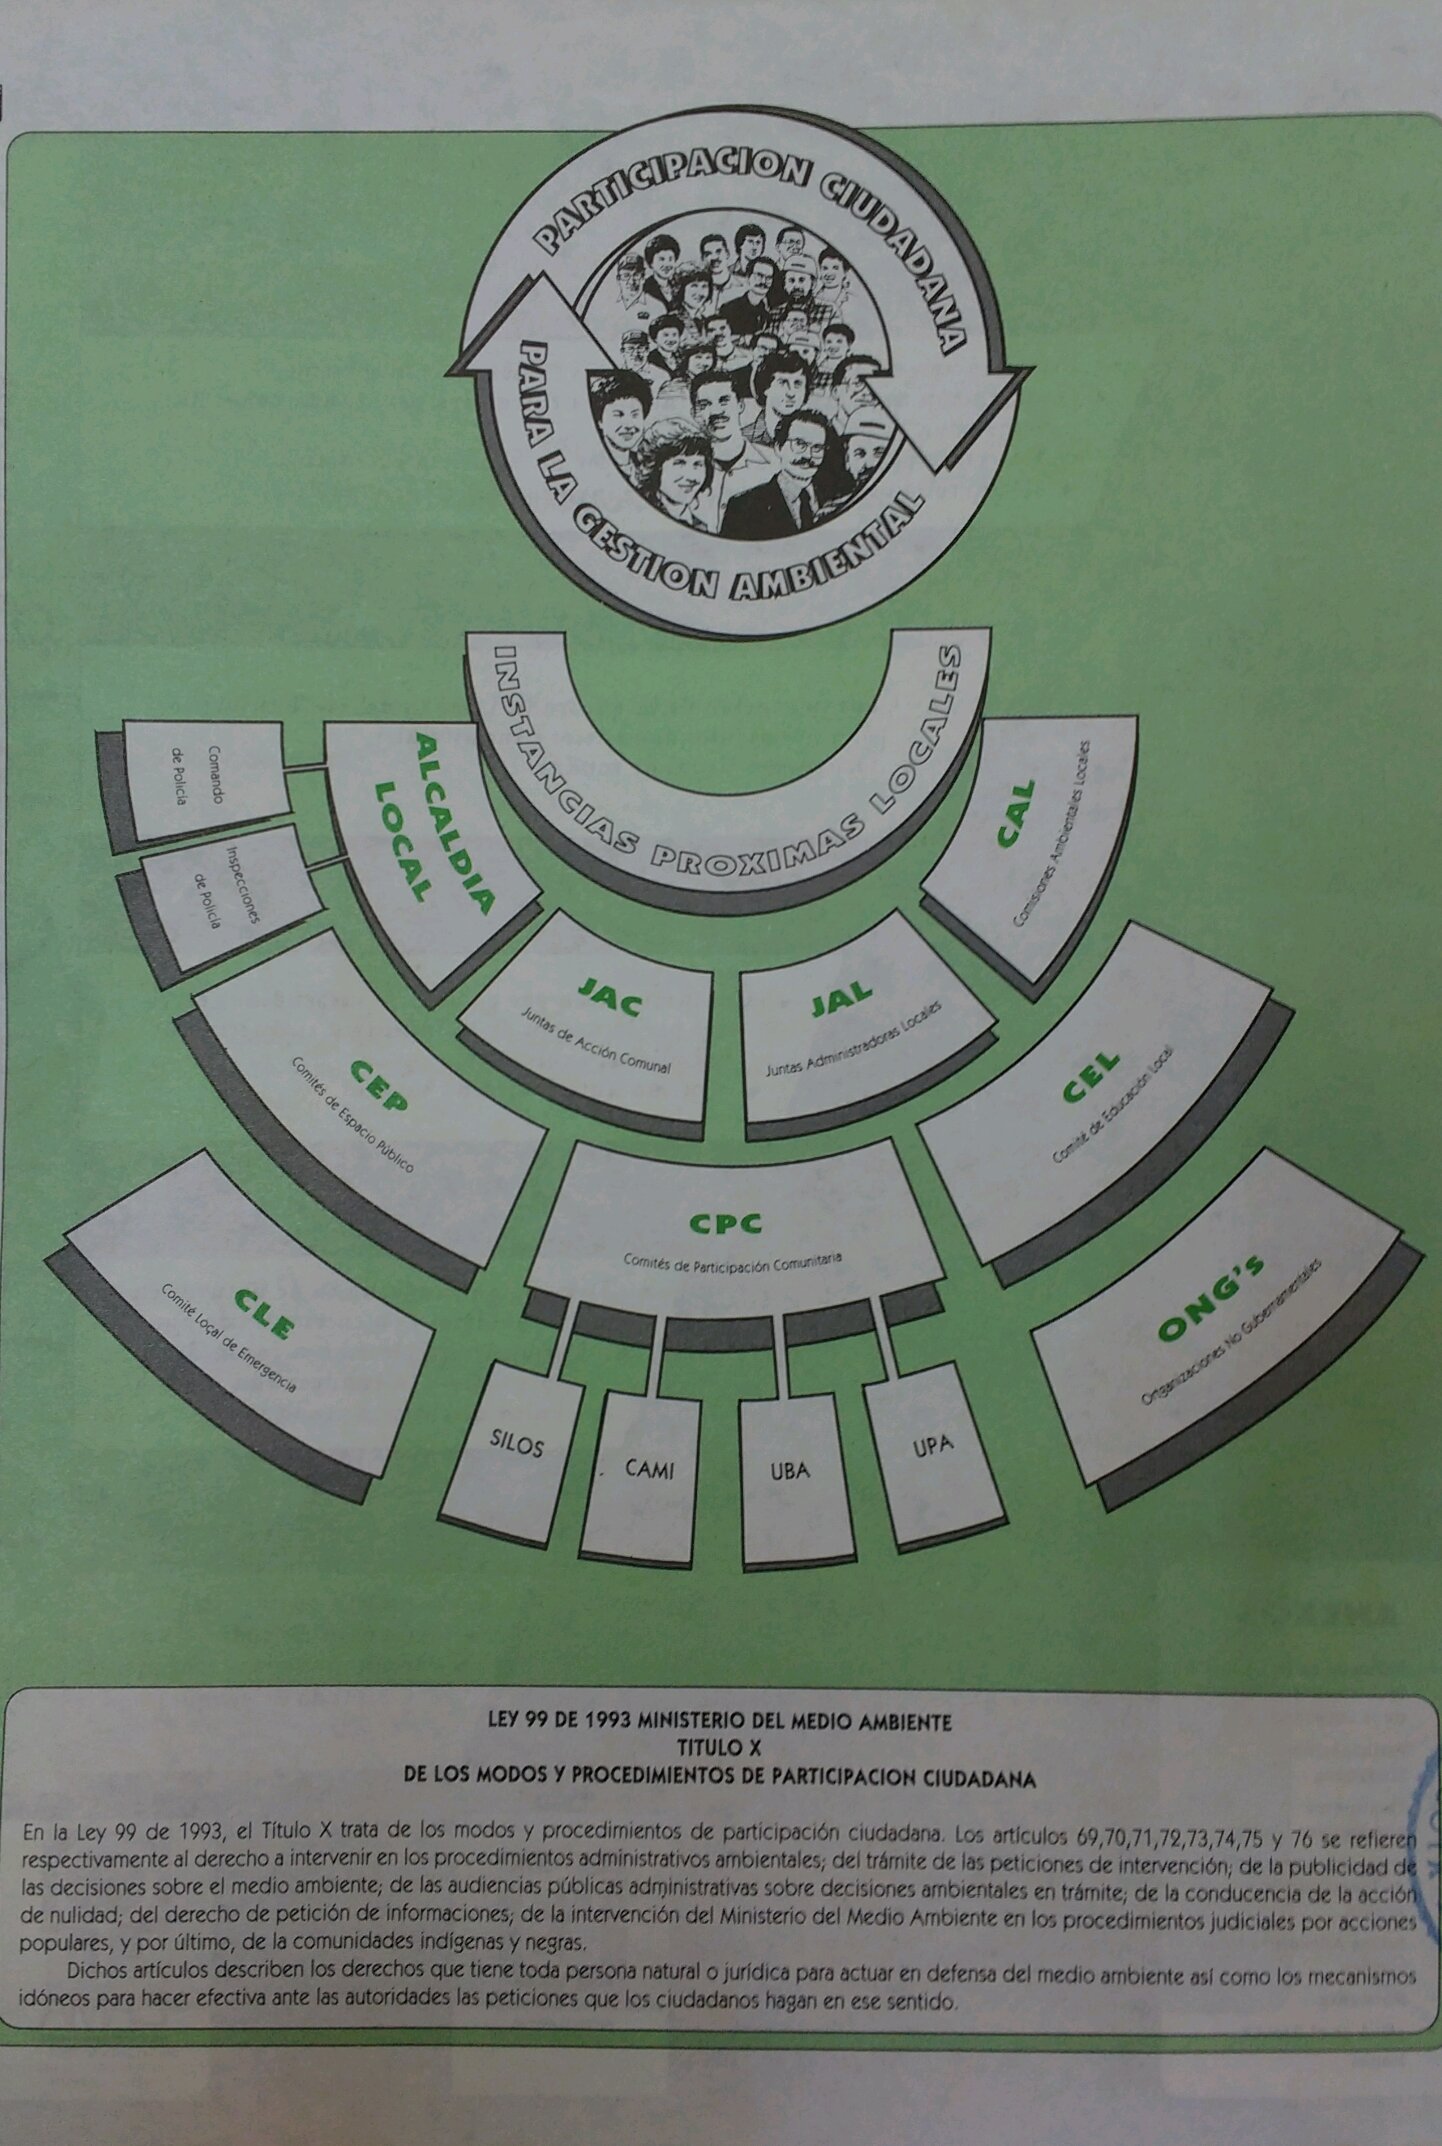 PARTICIPACION CIUDADANA
PARA LA GESTION AMBIENTAL
INSTANCIAS PROXIMAS LOCALES
Comando
de Policía
Inspecciones
de Policía
ALCALDIA
LOCAL
CAL
Comisiones Ambientales Locales
JAC
Juntas de Acción Comunal
JAL
Juntas Administradoras Locales
CEP
Comités de Espacio Público
CEL
Comité de Educación Local
CPC
Comités de Participación Comunitaria
CLE
Comité Local de Emergencia
ONG's
Organizaciones No Gubernamentales
SILOS
CAMI
UBA
UPA
LEY 99 DE 1993 MINISTERIO DEL MEDIO AMBIENTE
TITULO X
DE LOS MODOS Y PROCEDIMIENTOS DE PARTICIPACION CIUDADANA
En la Ley 99 de 1993, el Título X trata de los modos y procedimientos de participación ciudadana. Los artículos 69,70,71,72,73,74,75 y 76 se refieren
respectivamente al derecho a intervenir en los procedimientos administrativos ambientales; del trámite de las peticiones de intervención; de la publicidad de
las decisiones sobre el medio ambiente; de las audiencias públicas administrativas sobre decisiones ambientales en trámite; de la conducencia de la acción
de nulidad; del derecho de petición de informaciones; de la intervención del Ministerio del Medio Ambiente en los procedimientos judiciales por acciones
populares, y por último, de la comunidades indígenas y negras.
Dichos artículos describen los derechos que tiene toda persona natural o jurídica para actuar en defensa del medio ambiente así como los mecanismos
idóneos para hacer efectiva ante las autoridades las peticiones que los ciudadanos hagan en ese sentido.